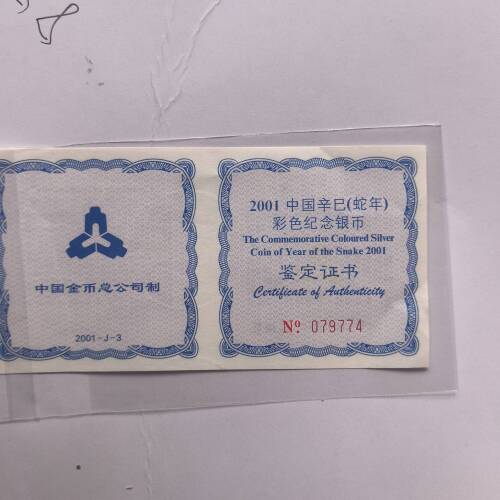 中国金币总公司制
2001-J-3
2001 中国辛巳(蛇年)
彩色纪念银币
The Commemorative Coloured Silver
Coin of Year of the Snake 2001
鉴定证书
Certificate of Authenticity
Nº 079774